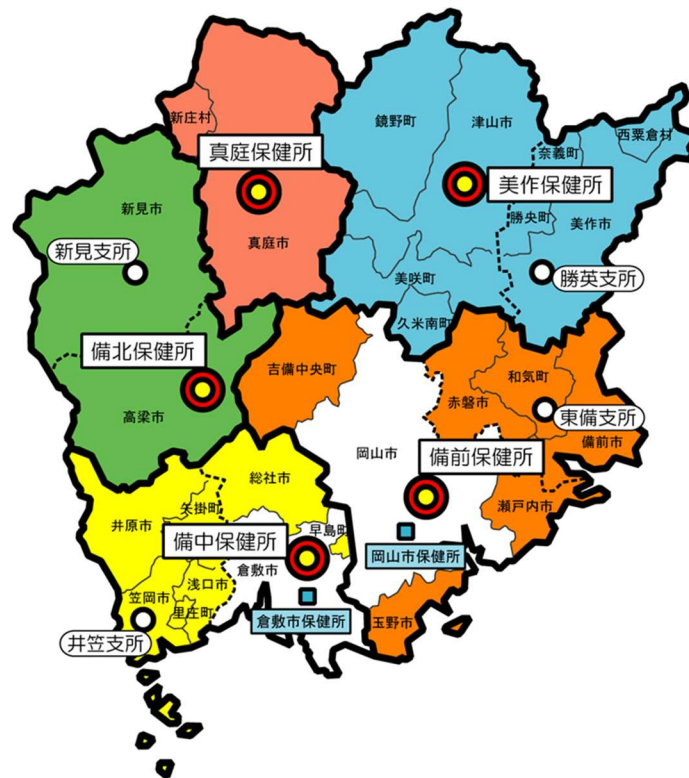 鏡野町
津山市
新庄村
奈義町
西粟倉村
真庭保健所
美作保健所
新見市
勝央町
美作市
真庭市
新見支所
美咲町
勝英支所
久米南町
備北保健所
吉備中央町
和気町
赤磐市
高梁市
東備支所
岡山市
備前市
備前保健所
総社市
瀬戸内市
矢掛町
井原市
早島町
備中保健所
岡山市保健所
倉敷市
浅口市
笠岡市
里庄町
倉敷市保健所
玉野市
井笠支所